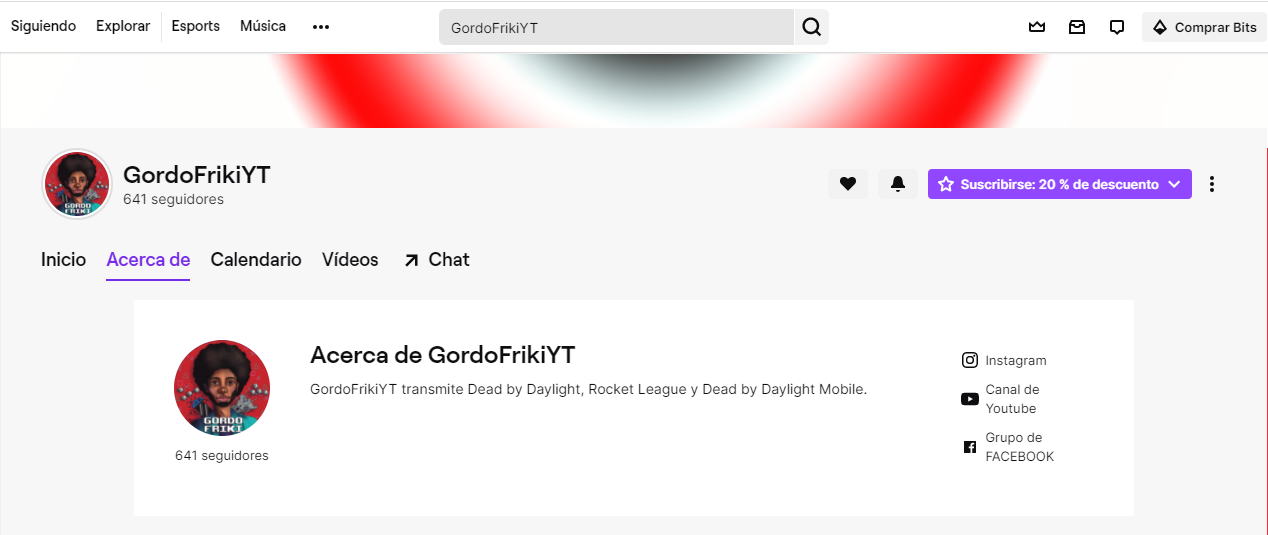 Siguiendo Explorar Esports Música GordoFrikiYT Comprar Bits
GordoFrikiYT
641 seguidores
Suscribirse: 20 % de descuento
GORDO
FRIKI
Inicio Acerca de Calendario Vídeos Chat
Acerca de GordoFrikiYT
GordoFrikiYT transmite Dead by Daylight, Rocket League y Dead by Daylight Mobile.
GORDO
FRIKI
641 seguidores
Instagram
Canal de
Youtube
Grupo de
FACEBOOK